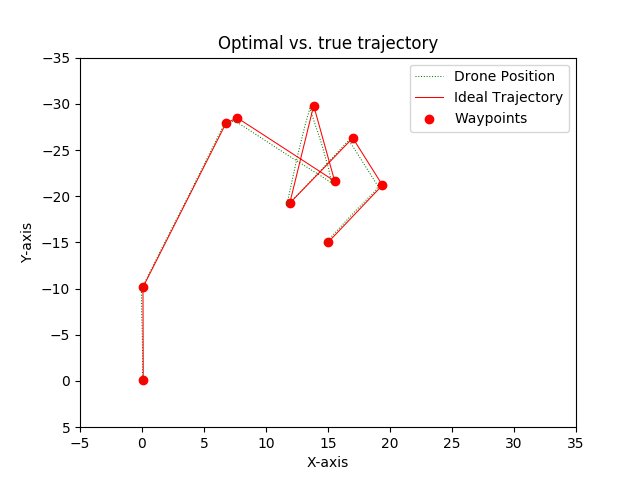 Optimal vs. true trajectory
Drone Position
Ideal Trajectory
Waypoints
−35
−30
−25
−20
−15
−10
−5
0
5
Y-axis
−5 0 5 10 15 20 25 30 35
X-axis